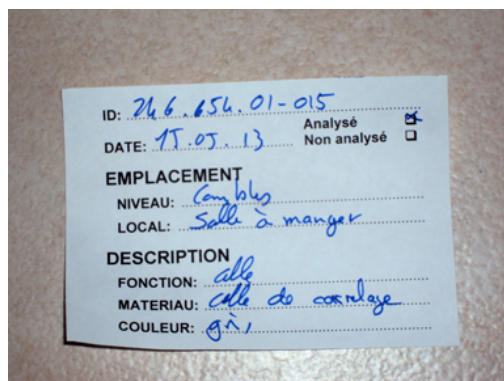 ID: 246.654.01-015
Analysé
DATE: 15.05.13
Non analysé
EMPLACEMENT
NIVEAU: Combles
LOCAL: Salle à manger
DESCRIPTION
FONCTION: colle
MATERIAU: colle de carrelage
COULEUR: gris